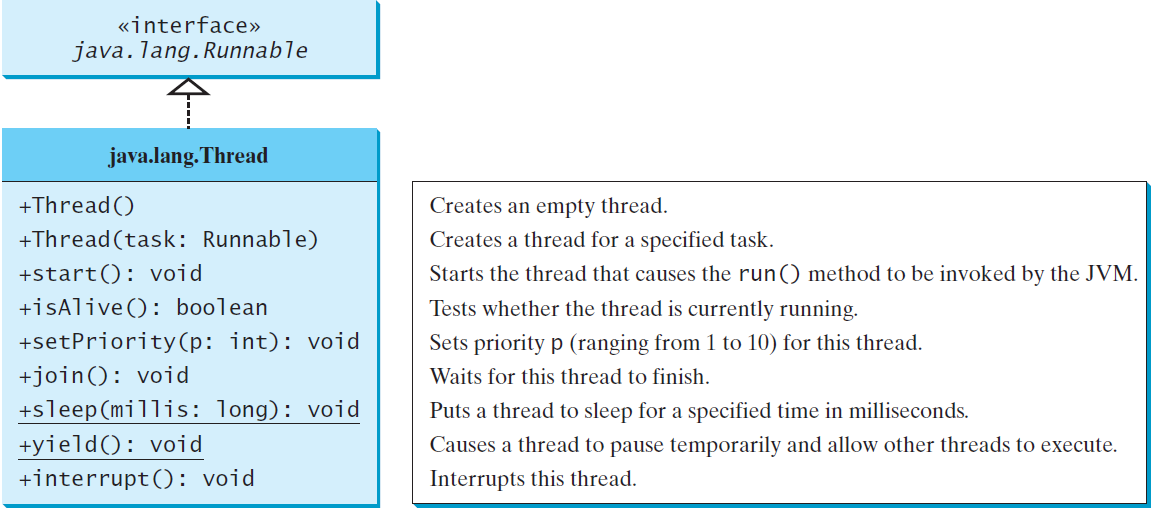 «interface»
java.lang.Runnable
java.lang.Thread
+Thread()
+Thread(task: Runnable)
+start(): void
+isAlive(): boolean
+setPriority(p: int): void
+join(): void
+sleep(millis: long): void
+yield(): void
+interrupt(): void
Creates an empty thread.
Creates a thread for a specified task.
Starts the thread that causes the run() method to be invoked by the JVM.
Tests whether the thread is currently running.
Sets priority p (ranging from 1 to 10) for this thread.
Waits for this thread to finish.
Puts a thread to sleep for a specified time in milliseconds.
Causes a thread to pause temporarily and allow other threads to execute.
Interrupts this thread.